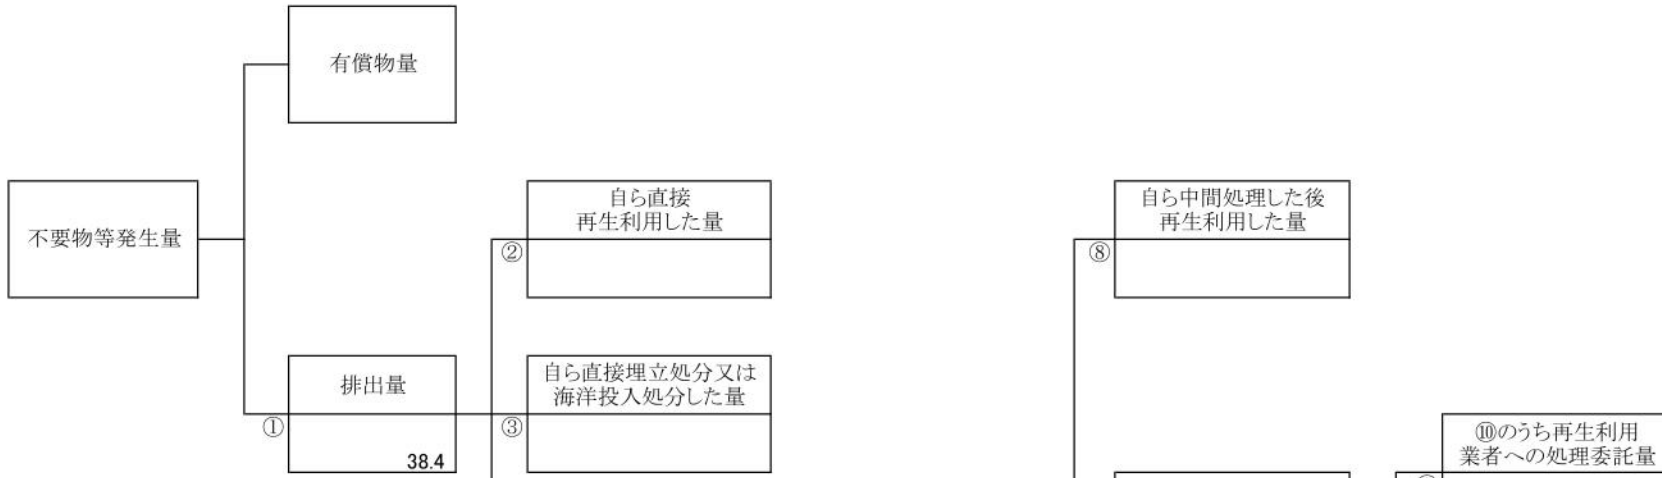 有償物量
不要物等発生量
自ら直接
再生利用した量
②
自ら中間処理した後
再生利用した量
⑧
排出量
①
38.4
自ら直接埋立処分又は
海洋投入処分した量
③
⑩のうち再生利用
業者への処理委託量